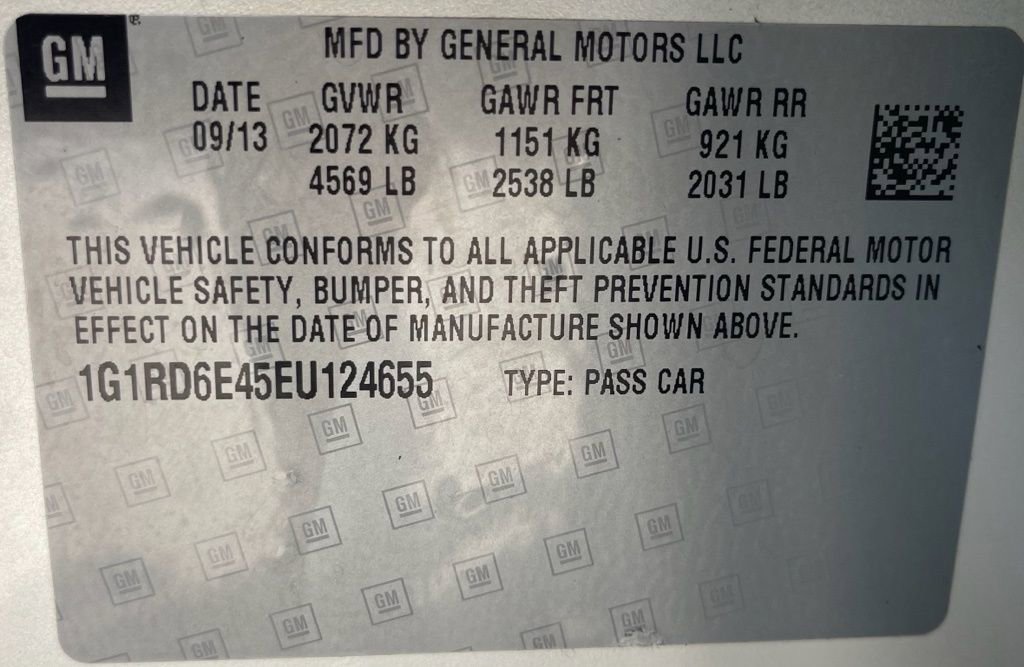 GM
MFD BY GENERAL MOTORS LLC
DATE GVWR GAWR FRT GAWR RR
09/13 2072 KG 1151 KG 921 KG
4569 LB 2538 LB 2031 LB
THIS VEHICLE CONFORMS TO ALL APPLICABLE U.S. FEDERAL MOTOR
VEHICLE SAFETY, BUMPER, AND THEFT PREVENTION STANDARDS IN
EFFECT ON THE DATE OF MANUFACTURE SHOWN ABOVE.
1G1RD6E45EU124655 TYPE: PASS CAR